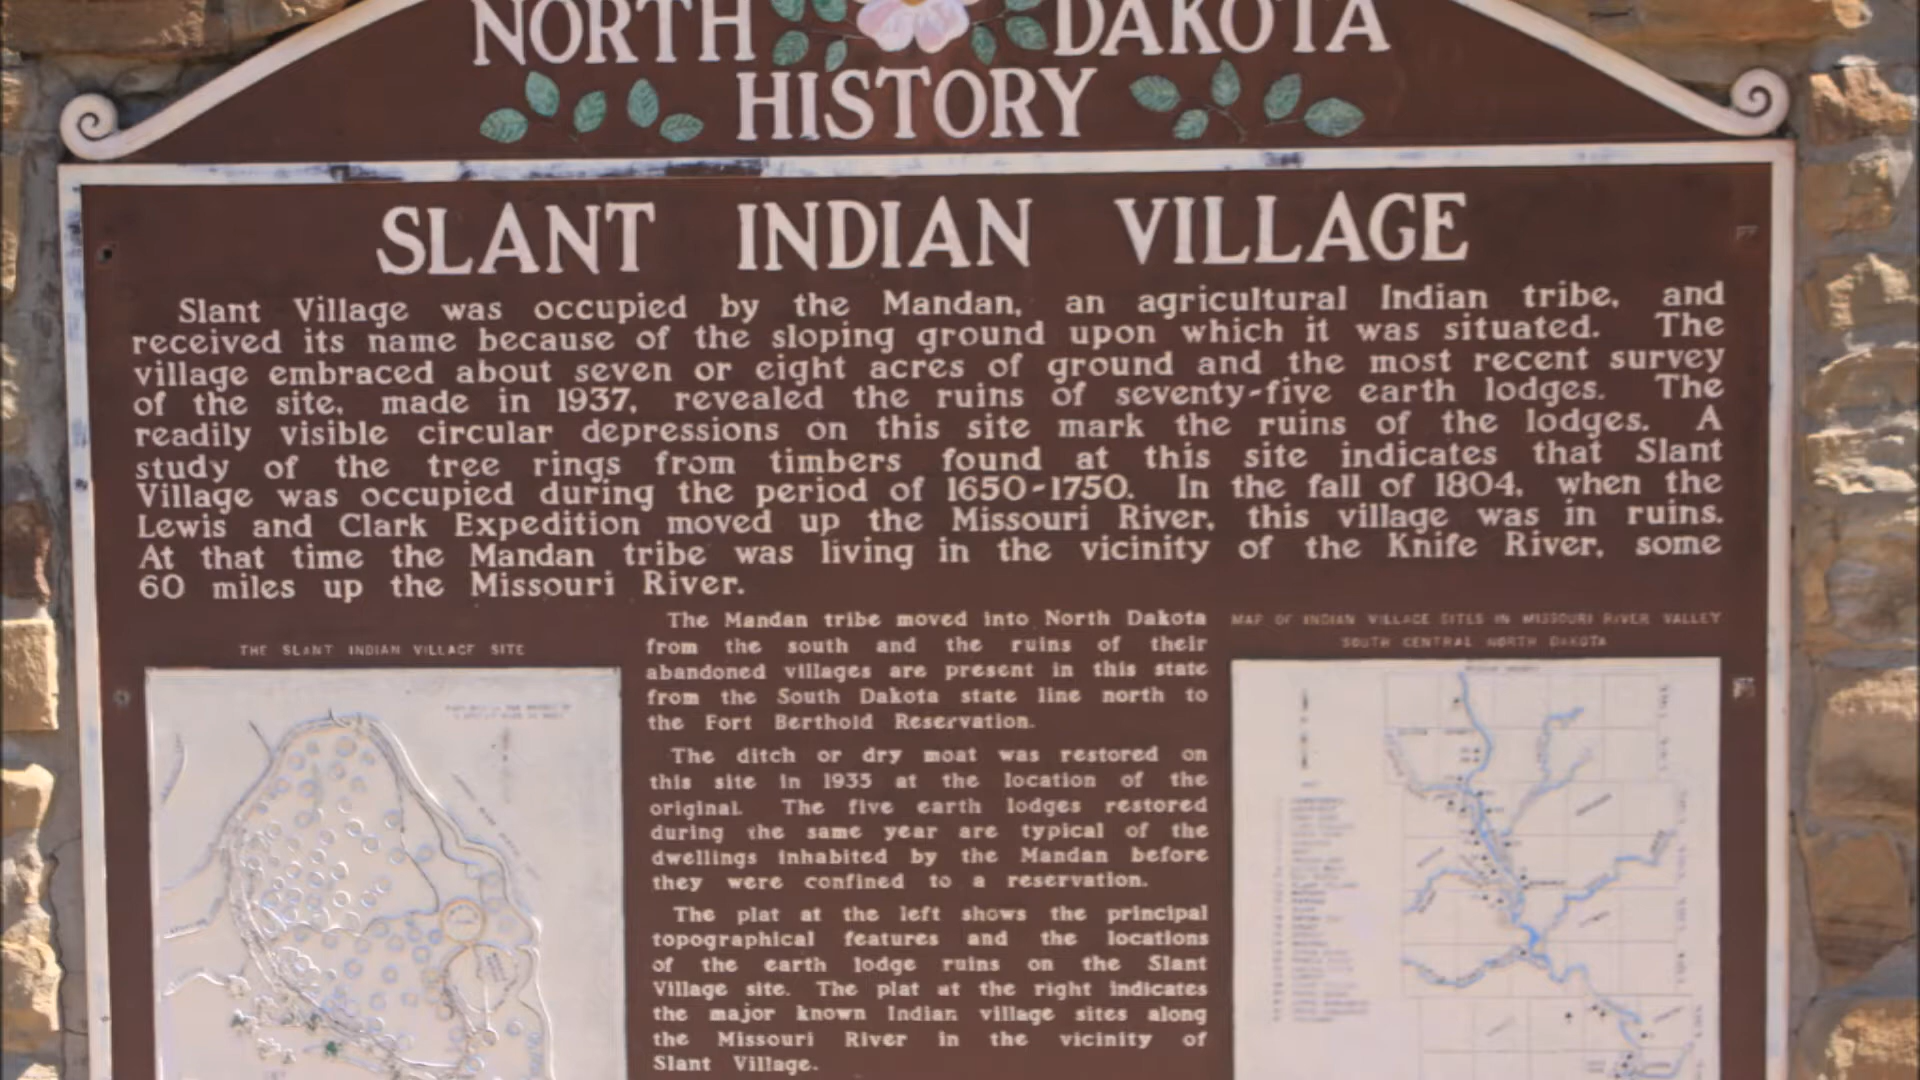 NORTH DAKOTA
HISTORY
SLANT INDIAN VILLAGE
Slant Village was occupied by the Mandan, an agricultural Indian tribe, and
received its name because of the sloping ground upon which it was situated. The
village embraced about seven or eight acres of ground and the most recent survey
of the site, made in 1937, revealed the ruins of seventy-five earth lodges. The
readily visible circular depressions on this site mark the ruins of the lodges. A
study of the tree rings from timbers found at this site indicates that Slant
Village was occupied during the period of 1650-1750. In the fall of 1804, when the
Lewis and Clark Expedition moved up the Missouri River, this village was in ruins.
At that time the Mandan tribe was living in the vicinity of the Knife River, some
60 miles up the Missouri River.
THE SLANT INDIAN VILLAGE SITE
The Mandan tribe moved into North Dakota
from the south and the ruins of their
abandoned villages are present in this state
from the South Dakota state line north to
the Fort Berthold Reservation.
The ditch or dry moat was restored on
this site in 1935 at the location of the
original. The five earth lodges restored
during the same year are typical of the
dwellings inhabited by the Mandan before
they were confined to a reservation.
The plat at the left shows the principal
topographical features and the locations
of the earth lodge ruins on the Slant
Village site. The plat at the right indicates
the major known Indian village sites along
the Missouri River in the vicinity of
Slant Village.
MAP OF INDIAN VILLAGE SITES IN MISSOURI RIVER VALLEY
SOUTH CENTRAL NORTH DAKOTA